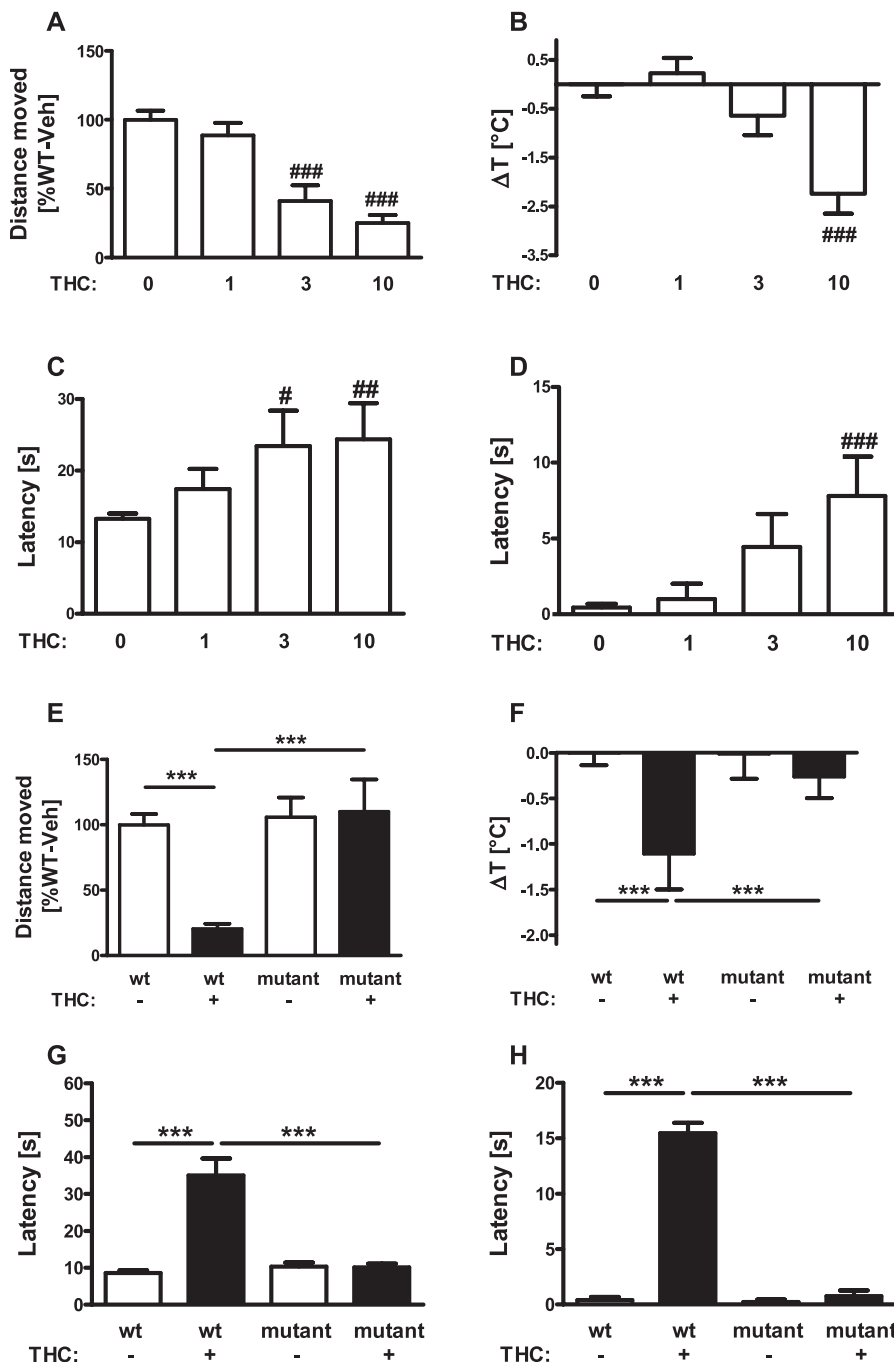 A
Distance moved
[%WT-Veh]
150
100
50
0
###
###
THC: 0 1 3 10
B
ΔT [°C]
0.5
-0.5
-1.5
-2.5
-3.5
###
THC: 0 1 3 10
C
Latency [s]
30
20
10
0
#
##
THC: 0 1 3 10
D
Latency [s]
15
10
5
0
###
THC: 0 1 3 10
E
Distance moved
[%WT-Veh]
150
100
50
0
***
***
wt wt mutant mutant
THC: - + - +
F
ΔT [°C]
0.0
-0.5
-1.0
-1.5
-2.0
***
***
wt wt mutant mutant
THC: - + - +
G
Latency [s]
60
50
40
30
20
10
0
***
***
wt wt mutant mutant
THC: - + - +
H
Latency [s]
20
15
10
5
0
***
***
wt wt mutant mutant
THC: - + - +